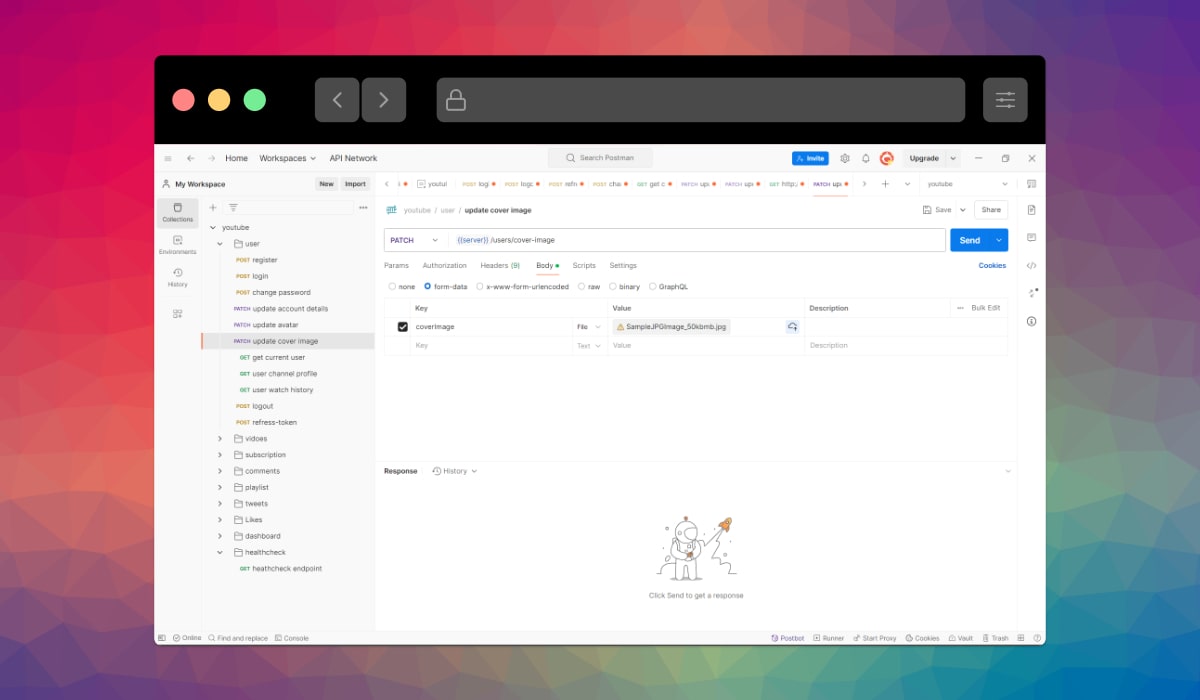 Home Workspaces API Network Search Postman Invite Upgrade
My Workspace New Import youtul POST logi POST logc POST refre POST cha GET get c PATCH up PATCH up GET http:/ PATCH up youtube
Collections
Environments
History
youtube
user
POST register
POST login
POST change password
PATCH update account details
PATCH update avatar
PATCH update cover image
GET get current user
GET user channel profile
GET user watch history
POST logout
POST refress-token
vidoes
subscription
comments
playlist
tweets
Likes
dashboard
healthcheck
GET heathcheck endpoint
youtube / user / update cover image Save Share
PATCH {{server}} /users/cover-image Send
Params Authorization Headers (9) Body Scripts Settings Cookies
none form-data x-www-form-urlencoded raw binary GraphQL
Key Value Description Bulk Edit
coverImage File SampleJPGImage_50kbmb.jpg
Key Text Value Description
Response History
Click Send to get a response
Online Find and replace Console Postbot Runner Start Proxy Cookies Vault Trash